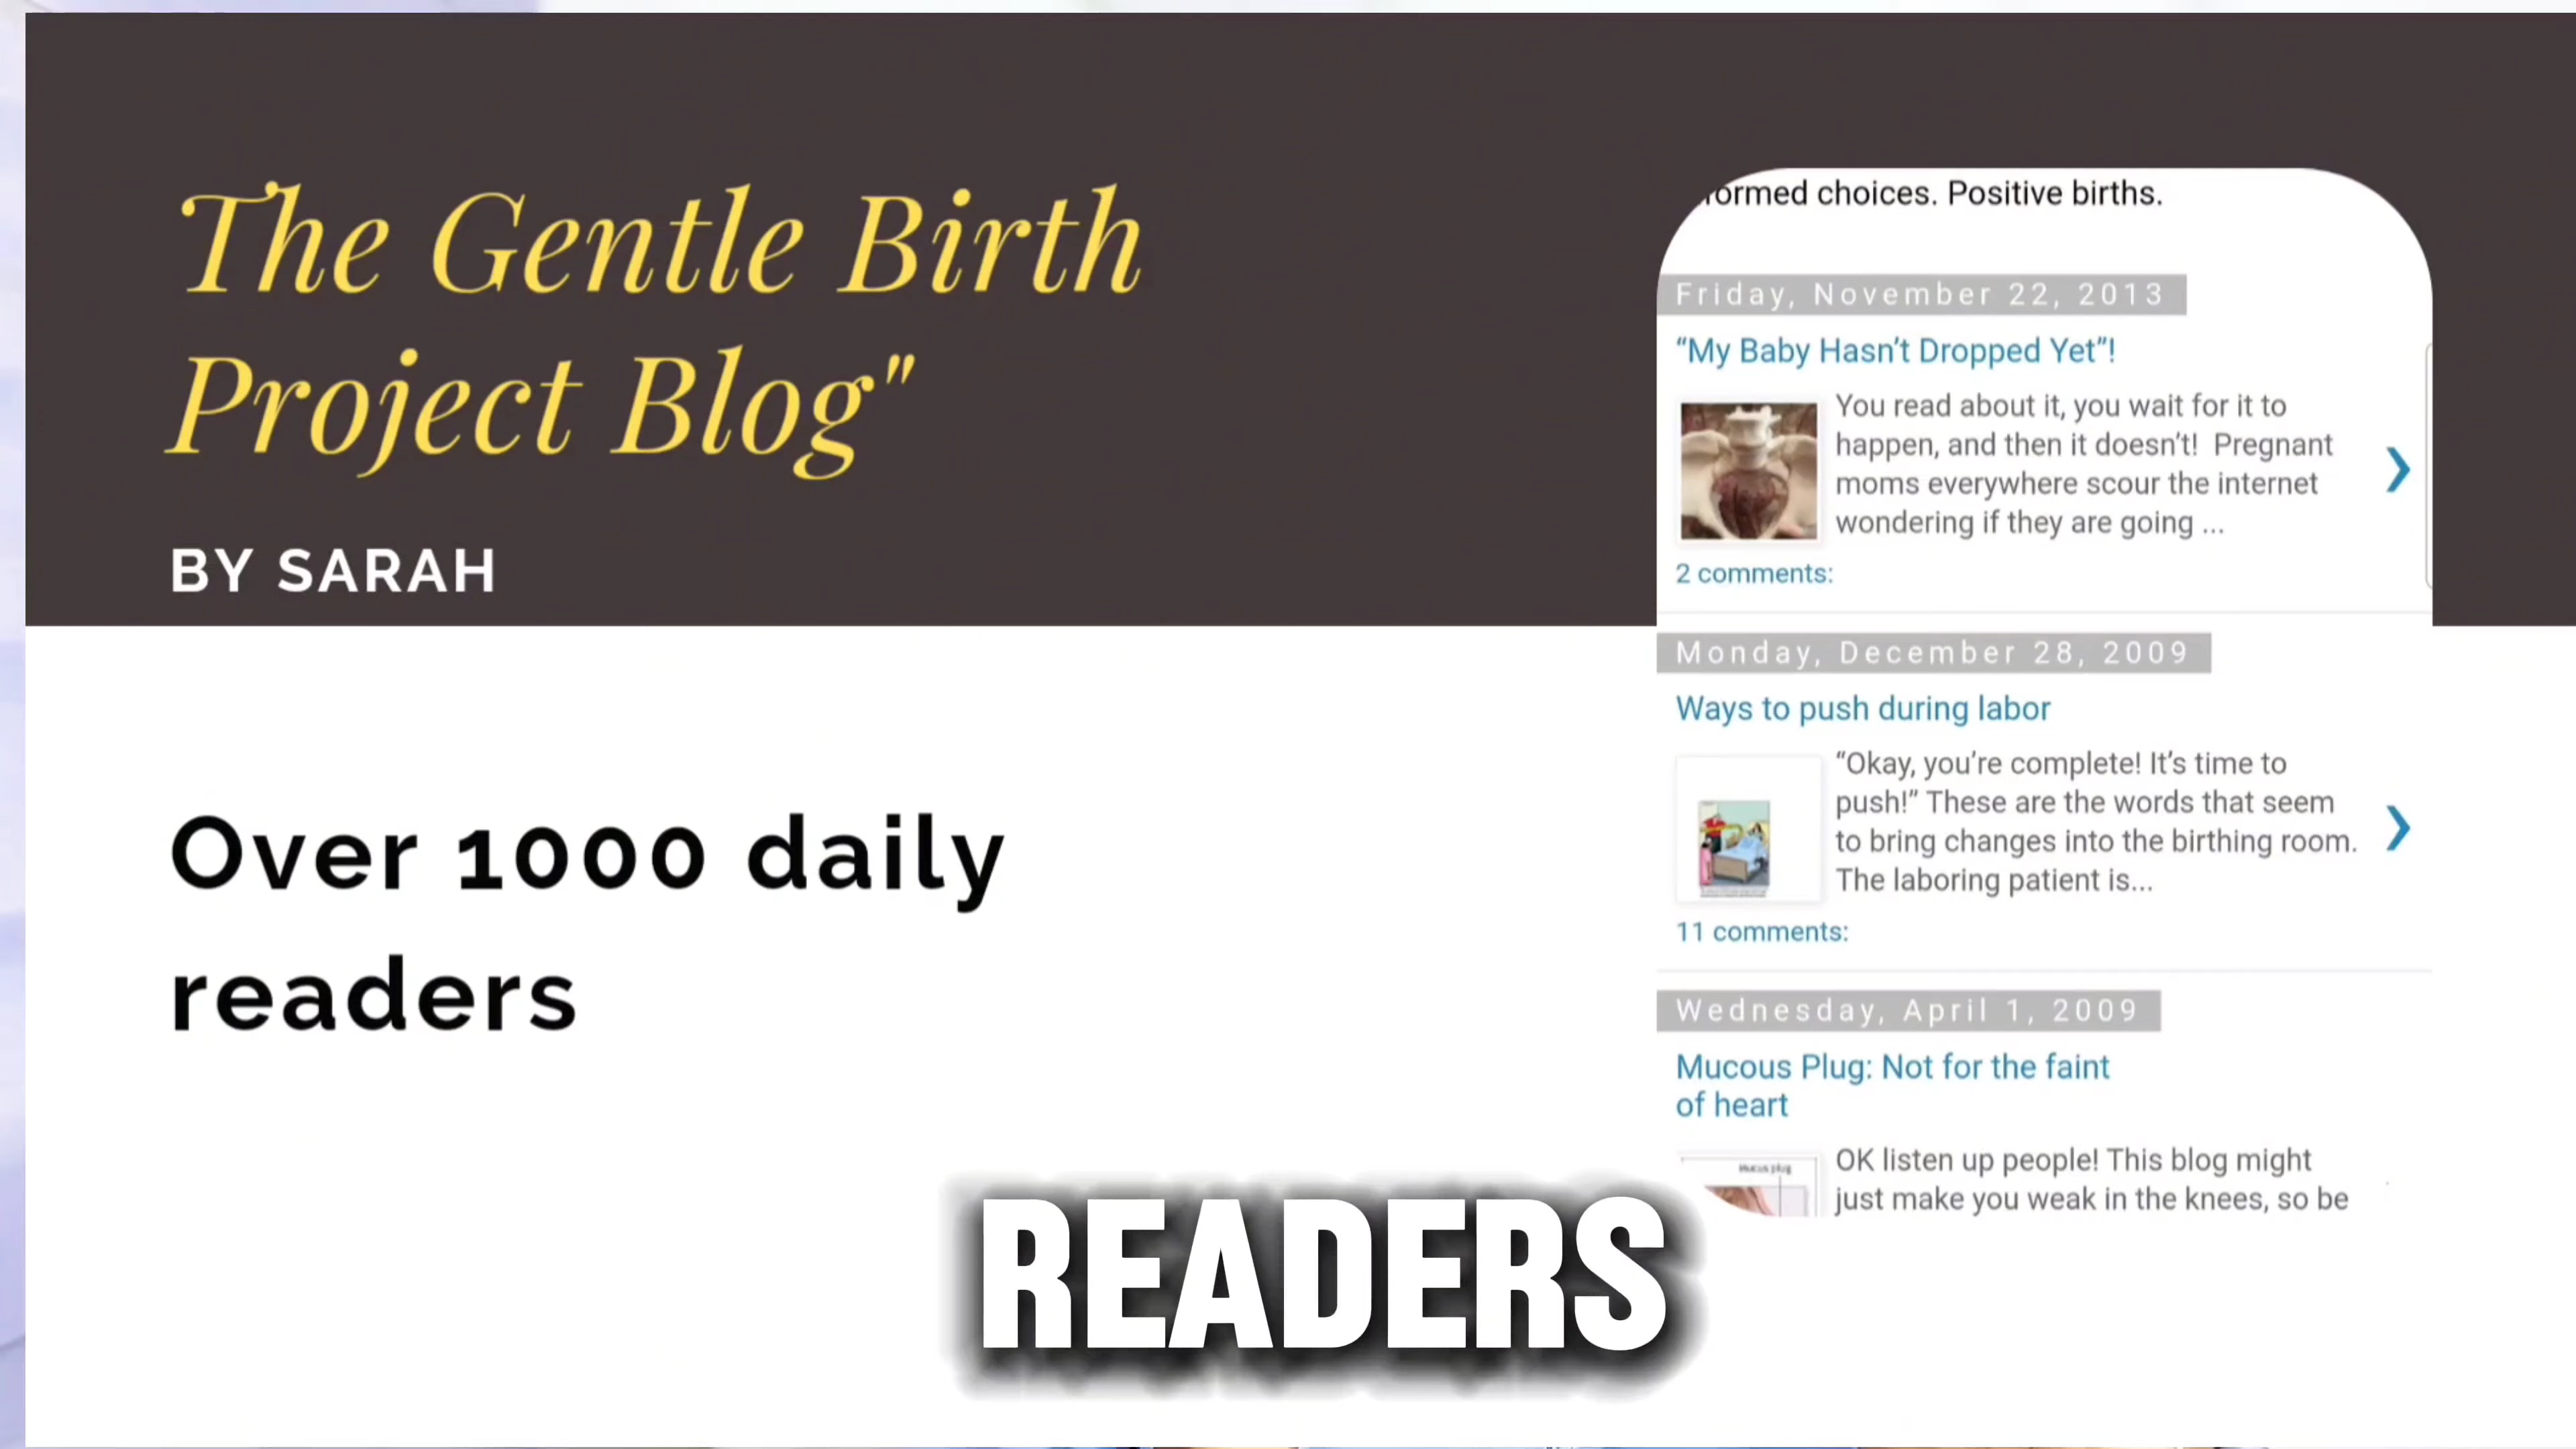 The Gentle Birth
Project Blog"
BY SARAH
Over 1000 daily
readers
ormed choices. Positive births.
Friday, November 22, 2013
“My Baby Hasn’t Dropped Yet”!
You read about it, you wait for it to
happen, and then it doesn’t! Pregnant
moms everywhere scour the internet
wondering if they are going ...
2 comments:
Monday, December 28, 2009
Ways to push during labor
“Okay, you’re complete! It’s time to
push!” These are the words that seem
to bring changes into the birthing room.
The laboring patient is...
11 comments:
Wednesday, April 1, 2009
Mucous Plug: Not for the faint
of heart
OK listen up people! This blog might
just make you weak in the knees, so be
READERS